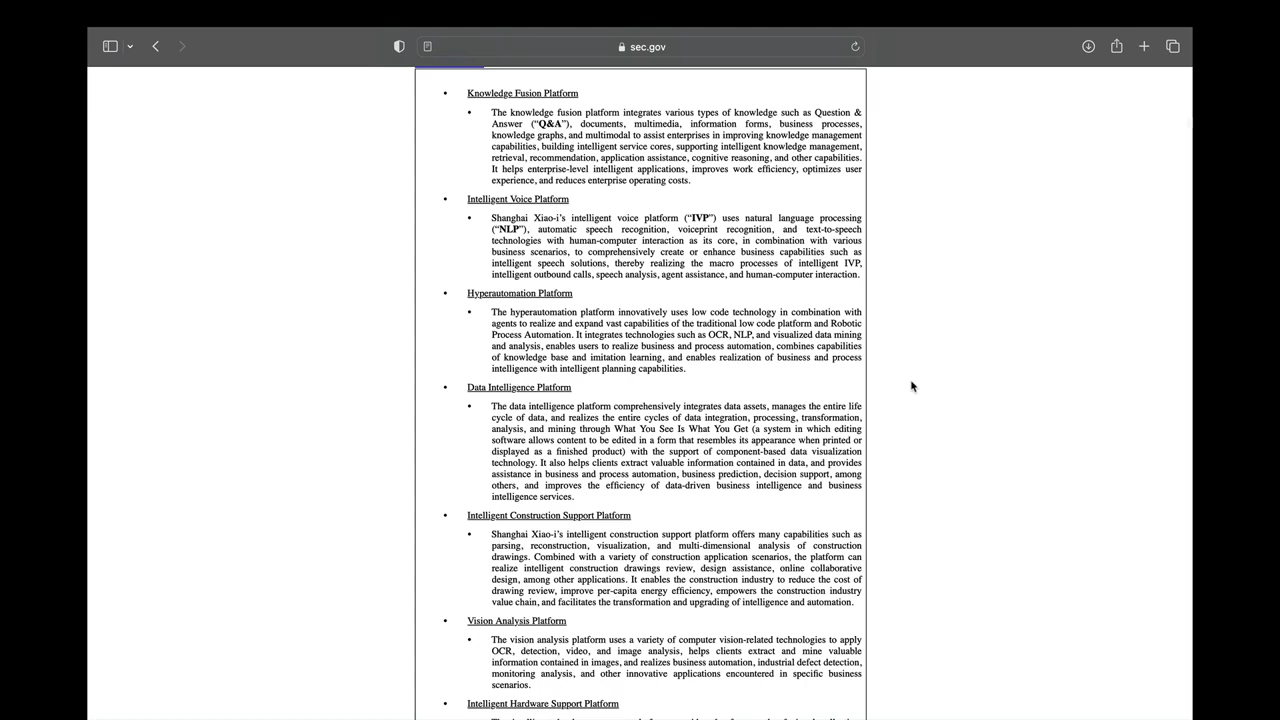 sec.gov
• Knowledge Fusion Platform
• The knowledge fusion platform integrates various types of knowledge such as Question &
Answer (“Q&A”), documents, multimedia, information forms, business processes,
knowledge graphs, and multimodal to assist enterprises in improving knowledge management
capabilities, building intelligent service cores, supporting intelligent knowledge management,
retrieval, recommendation, application assistance, cognitive reasoning, and other capabilities.
It helps enterprise-level intelligent applications, improves work efficiency, optimizes user
experience, and reduces enterprise operating costs.
• Intelligent Voice Platform
• Shanghai Xiao-i’s intelligent voice platform (“IVP”) uses natural language processing
(“NLP”), automatic speech recognition, voiceprint recognition, and text-to-speech
technologies with human-computer interaction as its core, in combination with various
business scenarios, to comprehensively create or enhance business capabilities such as
intelligent speech solutions, thereby realizing the macro processes of intelligent IVP,
intelligent outbound calls, speech analysis, agent assistance, and human-computer interaction.
• Hyperautomation Platform
• The hyperautomation platform innovatively uses low code technology in combination with
agents to realize and expand vast capabilities of the traditional low code platform and Robotic
Process Automation. It integrates technologies such as OCR, NLP, and visualized data mining
and analysis, enables users to realize business and process automation, combines capabilities
of knowledge base and imitation learning, and enables realization of business and process
intelligence with intelligent planning capabilities.
• Data Intelligence Platform
• The data intelligence platform comprehensively integrates data assets, manages the entire life
cycle of data, and realizes the entire cycles of data integration, processing, transformation,
analysis, and mining through What You See Is What You Get (a system in which editing
software allows content to be edited in a form that resembles its appearance when printed or
displayed as a finished product) with the support of component-based data visualization
technology. It also helps clients extract valuable information contained in data, and provides
assistance in business and process automation, business prediction, decision support, among
others, and improves the efficiency of data-driven business intelligence and business
intelligence services.
• Intelligent Construction Support Platform
• Shanghai Xiao-i’s intelligent construction support platform offers many capabilities such as
parsing, reconstruction, visualization, and multi-dimensional analysis of construction
drawings. Combined with a variety of construction application scenarios, the platform can
realize intelligent construction drawings review, design assistance, online collaborative
design, among other applications. It enables the construction industry to reduce the cost of
drawing review, improve per-capita energy efficiency, empowers the construction industry
value chain, and facilitates the transformation and upgrading of intelligence and automation.
• Vision Analysis Platform
• The vision analysis platform uses a variety of computer vision-related technologies to apply
OCR, detection, video, and image analysis, helps clients extract and mine valuable
information contained in images, and realizes business automation, industrial defect detection,
monitoring analysis, and other innovative applications encountered in specific business
scenarios.
• Intelligent Hardware Support Platform